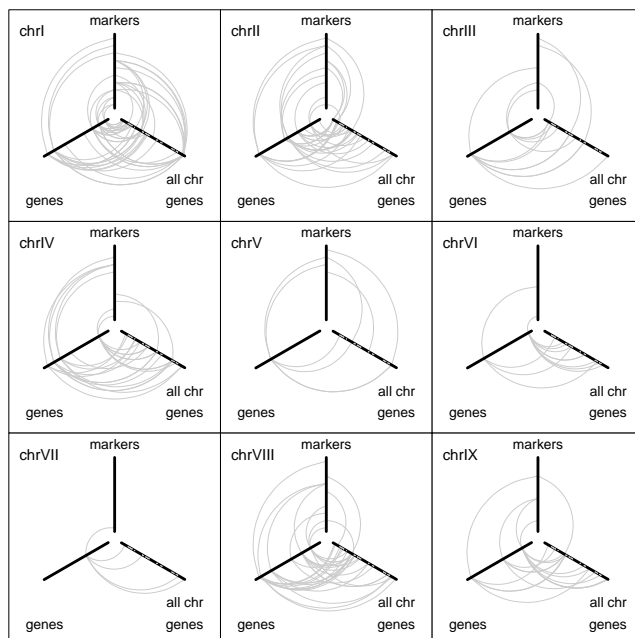 chrI
markers
all chr
genes
genes
chrII
markers
all chr
genes
genes
chrIII
markers
all chr
genes
genes
chrIV
markers
all chr
genes
genes
chrV
markers
all chr
genes
genes
chrVI
markers
all chr
genes
genes
chrVII
markers
all chr
genes
genes
chrVIII
markers
all chr
genes
genes
chrIX
markers
all chr
genes
genes